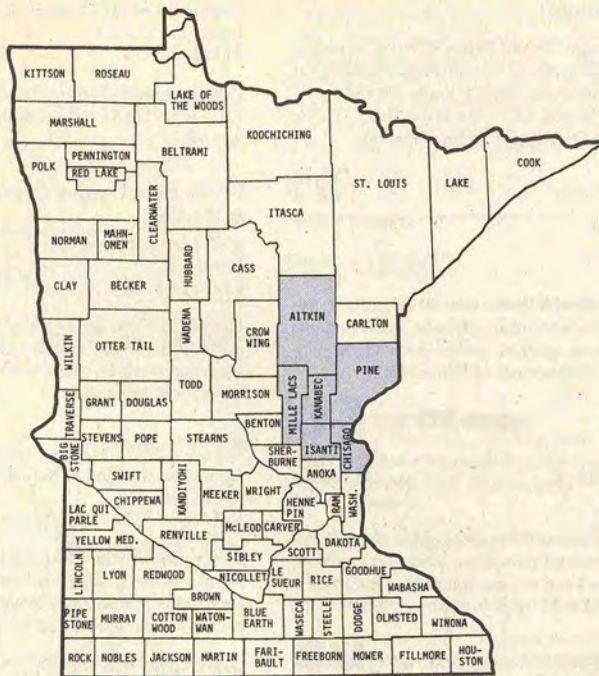 KITTSON
ROSEAU
LAKE OF
THE WOODS
MARSHALL
KOOCHICHING
BELTRAMI
PENNINGTON
POLK
RED LAKE
CLEARWATER
ST. LOUIS
LAKE
COOK
ITASCA
NORMAN
MAHN-
OMEN
HUBBARD
CASS
CLAY
BECKER
AITKIN
CARLTON
WADENA
CROW
WING
WILKIN
OTTER TAIL
PINE
TODD
MILLE LACS
KANABEC
GRANT
DOUGLAS
MORRISON
TRAVERSE
BENTON
STEVENS
POPE
STEARNS
ISANTI
CHISAGO
BIG
STONE
SHER-
BURNE
ANOKA
SWIFT
KANDIYOHI
MEEKER
WRIGHT
HENNE
PIN
RAM.
WASH.
CHIPPEWA
LAC QUI
PARLE
McLEOD
CARVER
RENVILLE
YELLOW MED.
SCOTT
DAKOTA
SIBLEY
LINCOLN
LYON
REDWOOD
NICOLLET
LE
SUEUR
RICE
GOODHUE
WABASHA
BROWN
PIPE
STONE
MURRAY
COTTON
WOOD
WATON-
WAN
BLUE
EARTH
WASECA
STEELE
DODGE
OLMSTED
WINONA
ROCK
NOBLES
JACKSON
MARTIN
FARI-
BAULT
FREEBORN
MOWER
FILLMORE
HOU-
STON